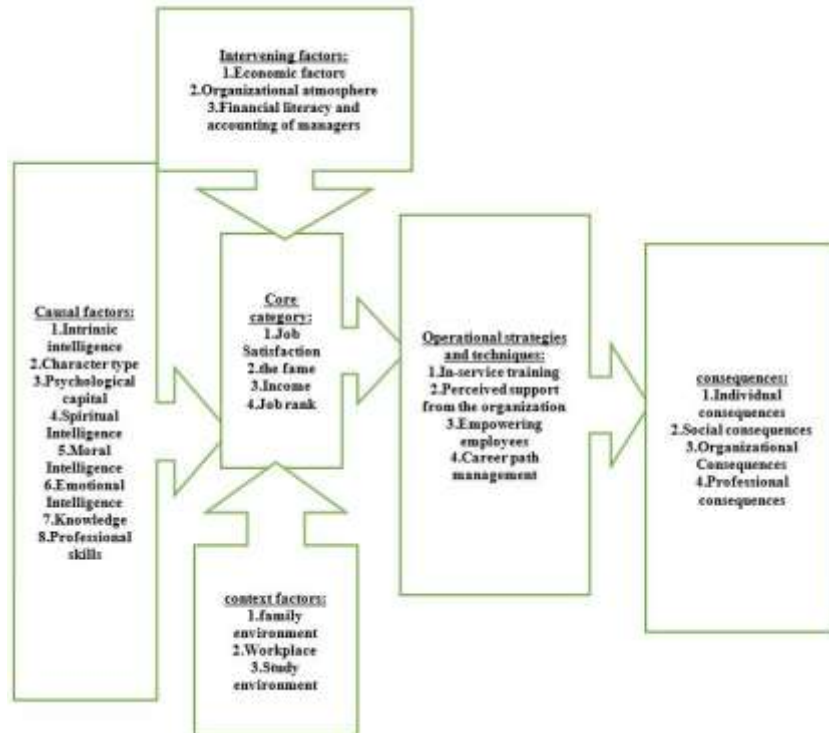 Intervening factors:
1.Economic factors
2.Organizational atmosphere
3.Financial literacy and
accounting of managers
Causal factors:
1.Intrinsic
intelligence
2.Character type
3.Psychological
capital
4.Spiritual
Intelligence
5.Moral
Intelligence
6.Emotional
Intelligence
7.Knowledge
8.Professional
skills
Core
category:
1.Job
Satisfaction
2.the fame
3.Income
4.Job rank
context factors:
1.family
environment
2.Workplace
3.Study
environment
Operational strategies
and techniques:
1.In-service training
2.Perceived support
from the organization
3.Empowering
employees
4.Career path
management
consequences:
1.Individual
consequences
2.Social consequences
3.Organizational
Consequences
4.Professional
consequences